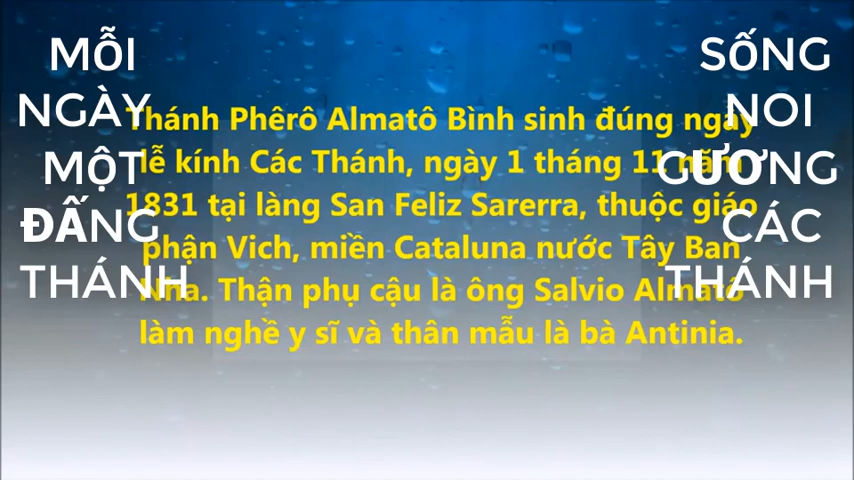 MỖI
NGÀY
MỘT
ĐẤNG
THÁNH
Thánh Phêrô Almatô Bình sinh đúng ngày
lễ kính Các Thánh, ngày 1 tháng 11 năm
1831 tại làng San Feliz Sarerra, thuộc giáo
phận Vich, miền Cataluna nước Tây Ban
Nha. Thận phụ cậu là ông Salvio Almatô
làm nghề y sĩ và thân mẫu là bà Antinia.
SỐNG
NOI
GƯƠNG
CÁC
THÁNH